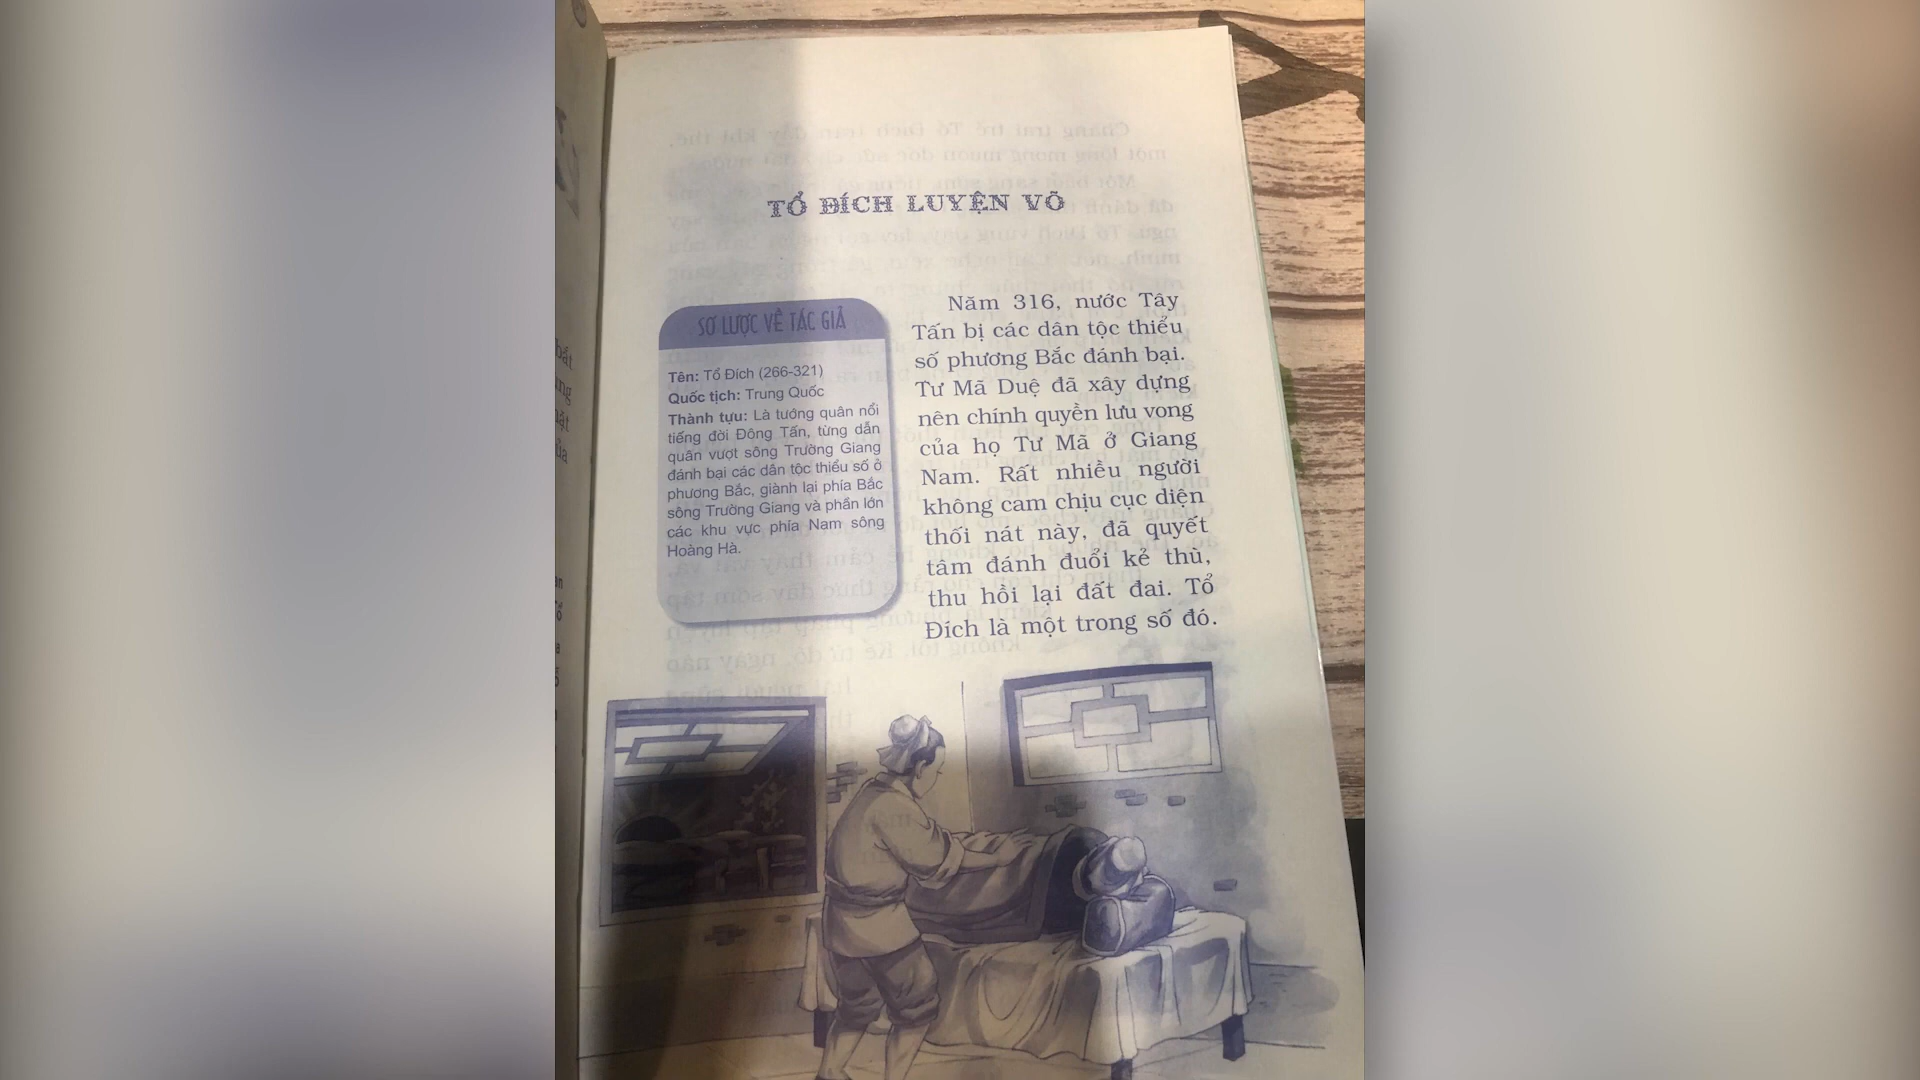 TỔ ĐÍCH LUYỆN VÕ
SƠ LƯỢC VỀ TÁC GIẢ
Tên: Tổ Đích (266-321)
Quốc tịch: Trung Quốc
Thành tựu: Là tướng quân nổi
tiếng đời Đông Tấn, từng dẫn
quân vượt sông Trường Giang
đánh bại các dân tộc thiểu số ở
phương Bắc, giành lại phía Bắc
sông Trường Giang và phần lớn
các khu vực phía Nam sông
Hoàng Hà.
Năm 316, nước Tây
Tấn bị các dân tộc thiểu
số phương Bắc đánh bại.
Tư Mã Duệ đã xây dựng
nên chính quyền lưu vong
của họ Tư Mã ở Giang
Nam. Rất nhiều người
không cam chịu cục diện
thối nát này, đã quyết
tâm đánh đuổi kẻ thù,
thu hồi lại đất đai. Tổ
Đích là một trong số đó.